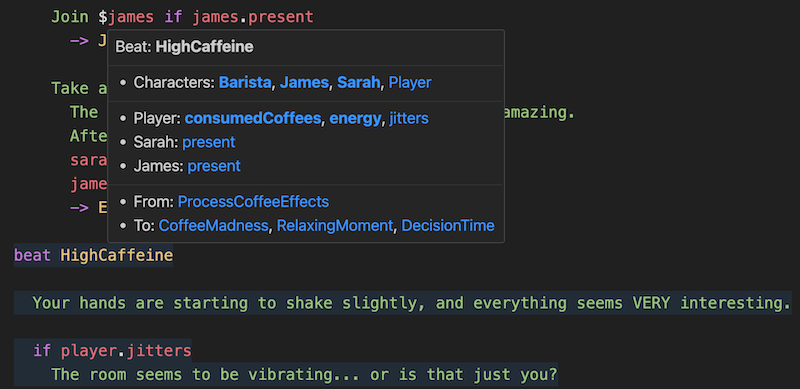 Join $james if james.present
-> J
Beat: HighCaffeine
• Characters: Barista, James, Sarah, Player
Take a
• Player: consumedCoffees, energy, jitters
The amazing.
Afte
• Sarah: present
sara
• James: present
jame
• From: ProcessCoffeeEffects
-> E
• To: CoffeeMadness, RelaxingMoment, DecisionTime
beat HighCaffeine
Your hands are starting to shake slightly, and everything seems VERY interesting.
if player.jitters
The room seems to be vibrating... or is that just you?